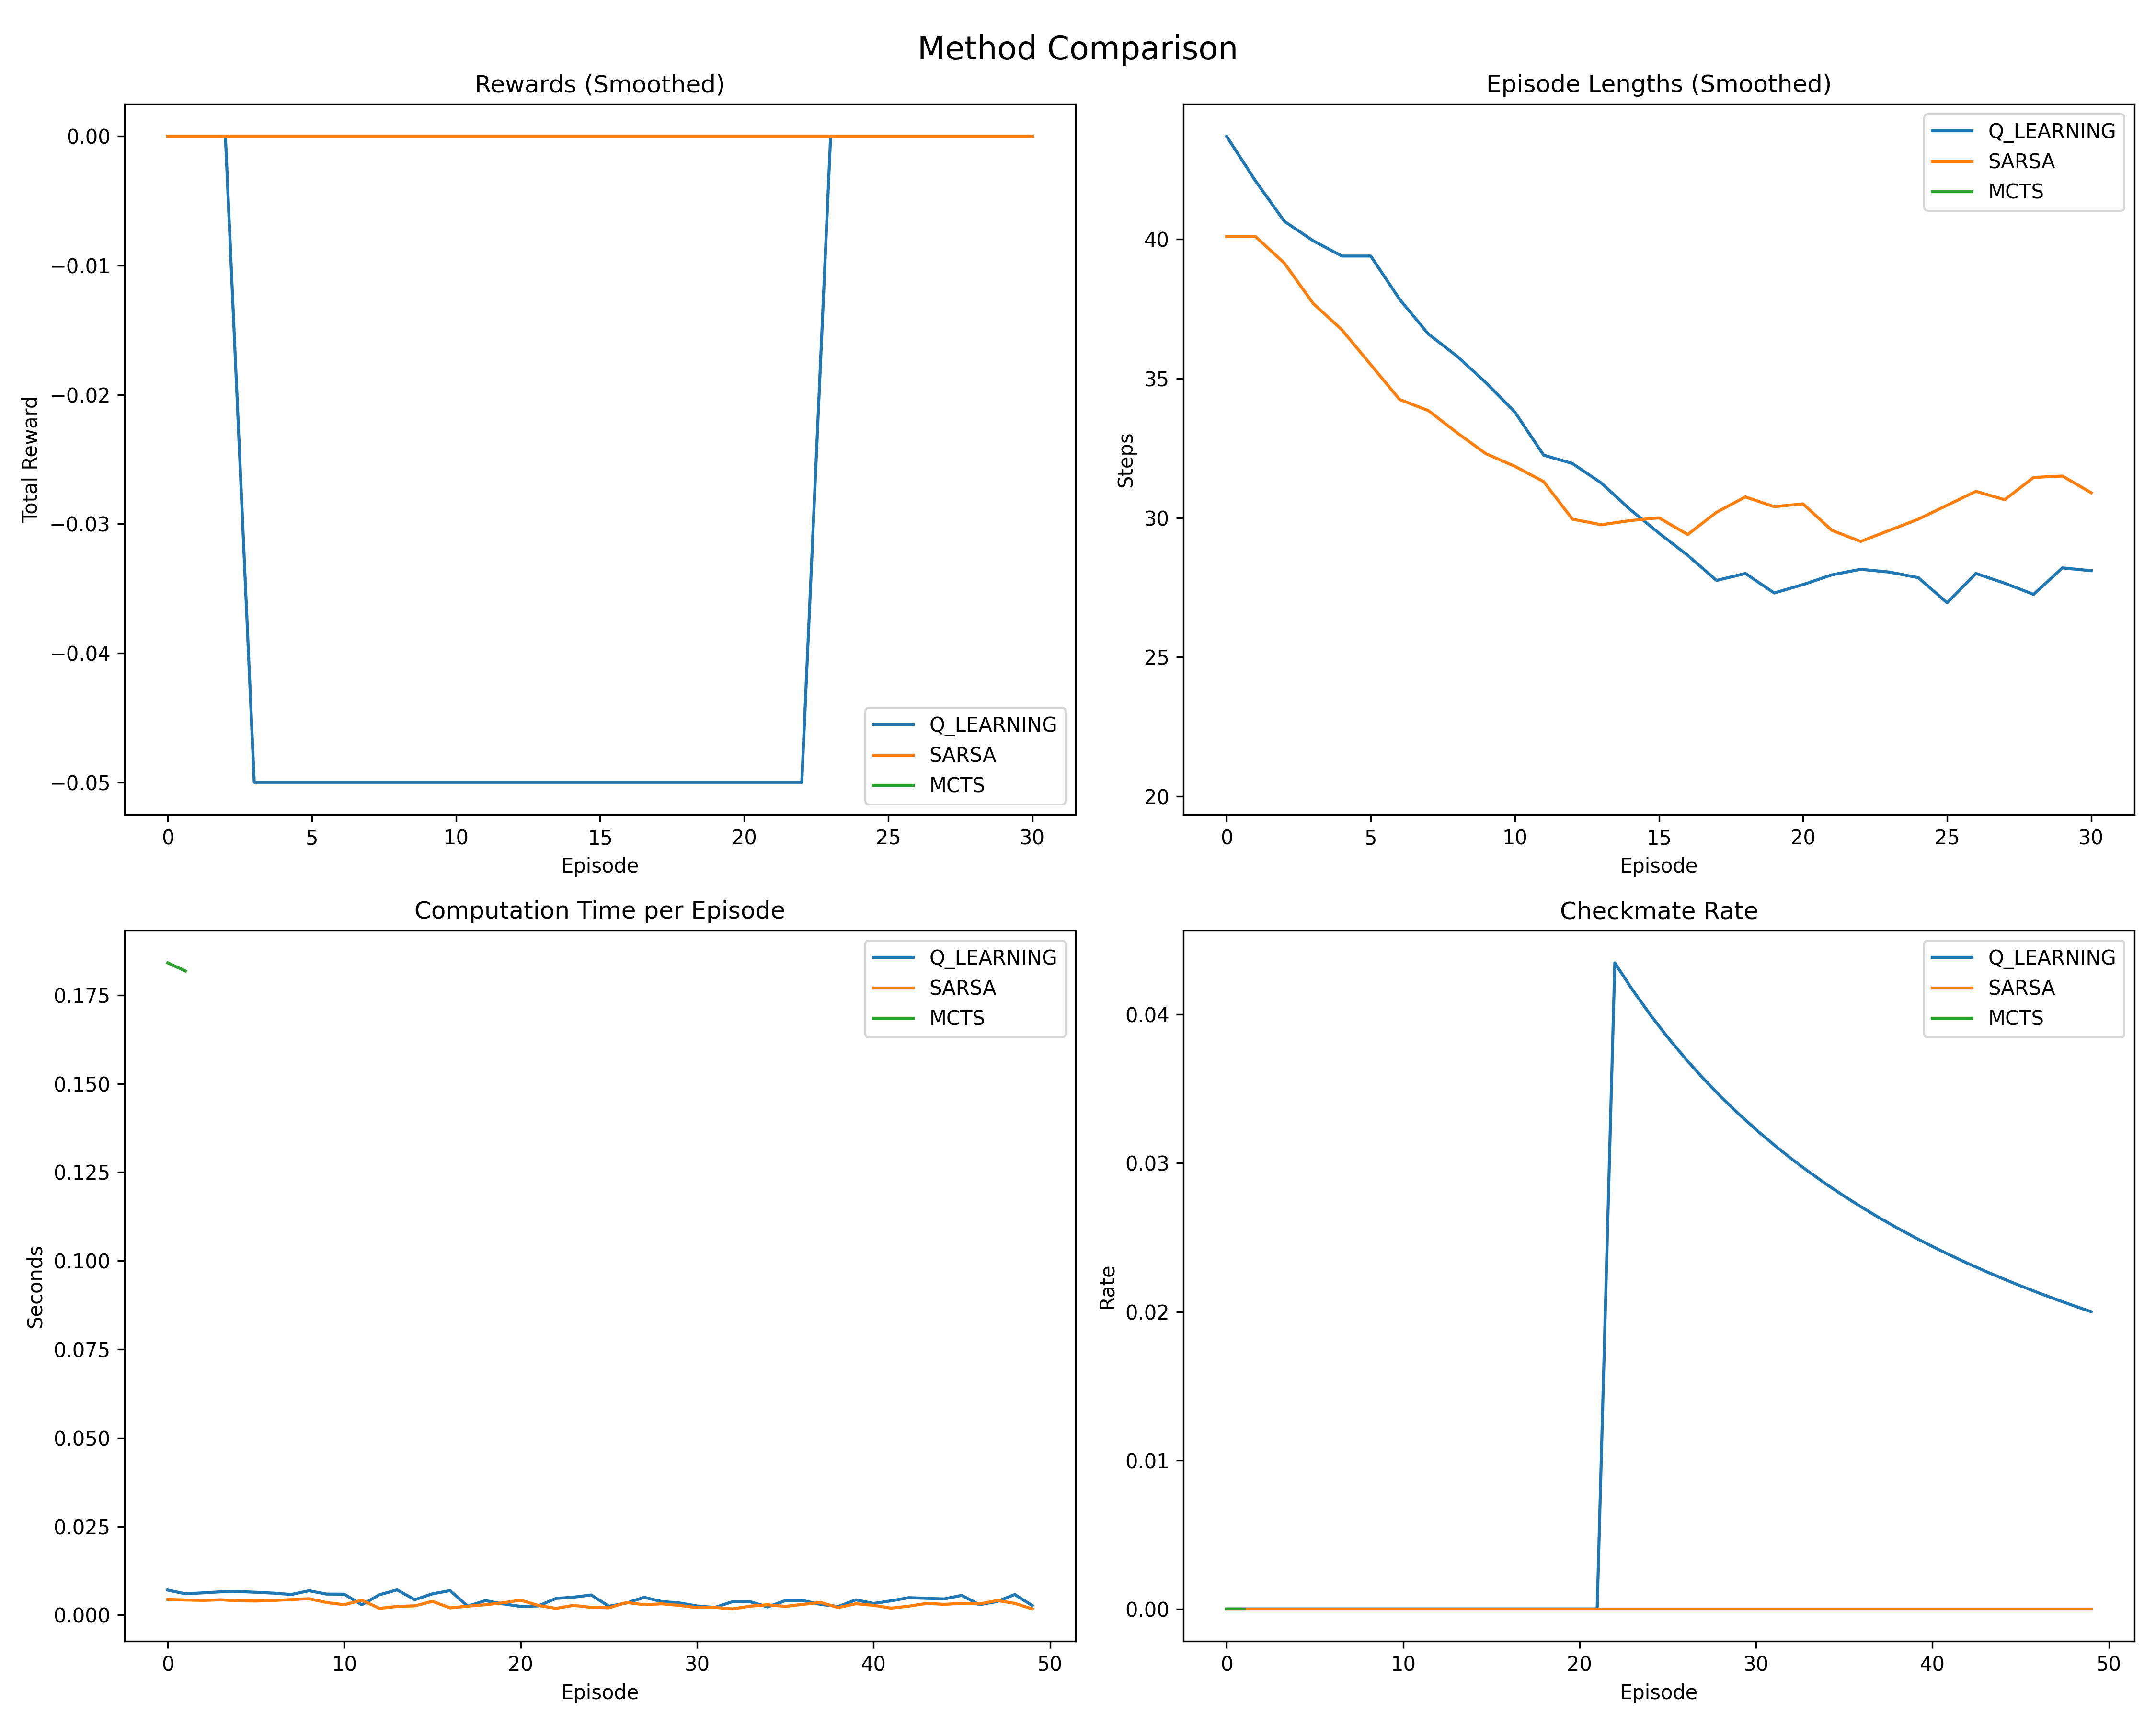 Method Comparison
Rewards (Smoothed)
Total Reward
0.00
−0.01
−0.02
−0.03
−0.04
−0.05
0 5 10 15 20 25 30
Episode
Q_LEARNING
SARSA
MCTS
Episode Lengths (Smoothed)
Steps
40
35
30
25
20
0 5 10 15 20 25 30
Episode
Q_LEARNING
SARSA
MCTS
Computation Time per Episode
Seconds
0.175
0.150
0.125
0.100
0.075
0.050
0.025
0.000
0 10 20 30 40 50
Episode
Q_LEARNING
SARSA
MCTS
Checkmate Rate
Rate
0.04
0.03
0.02
0.01
0.00
0 10 20 30 40 50
Episode
Q_LEARNING
SARSA
MCTS